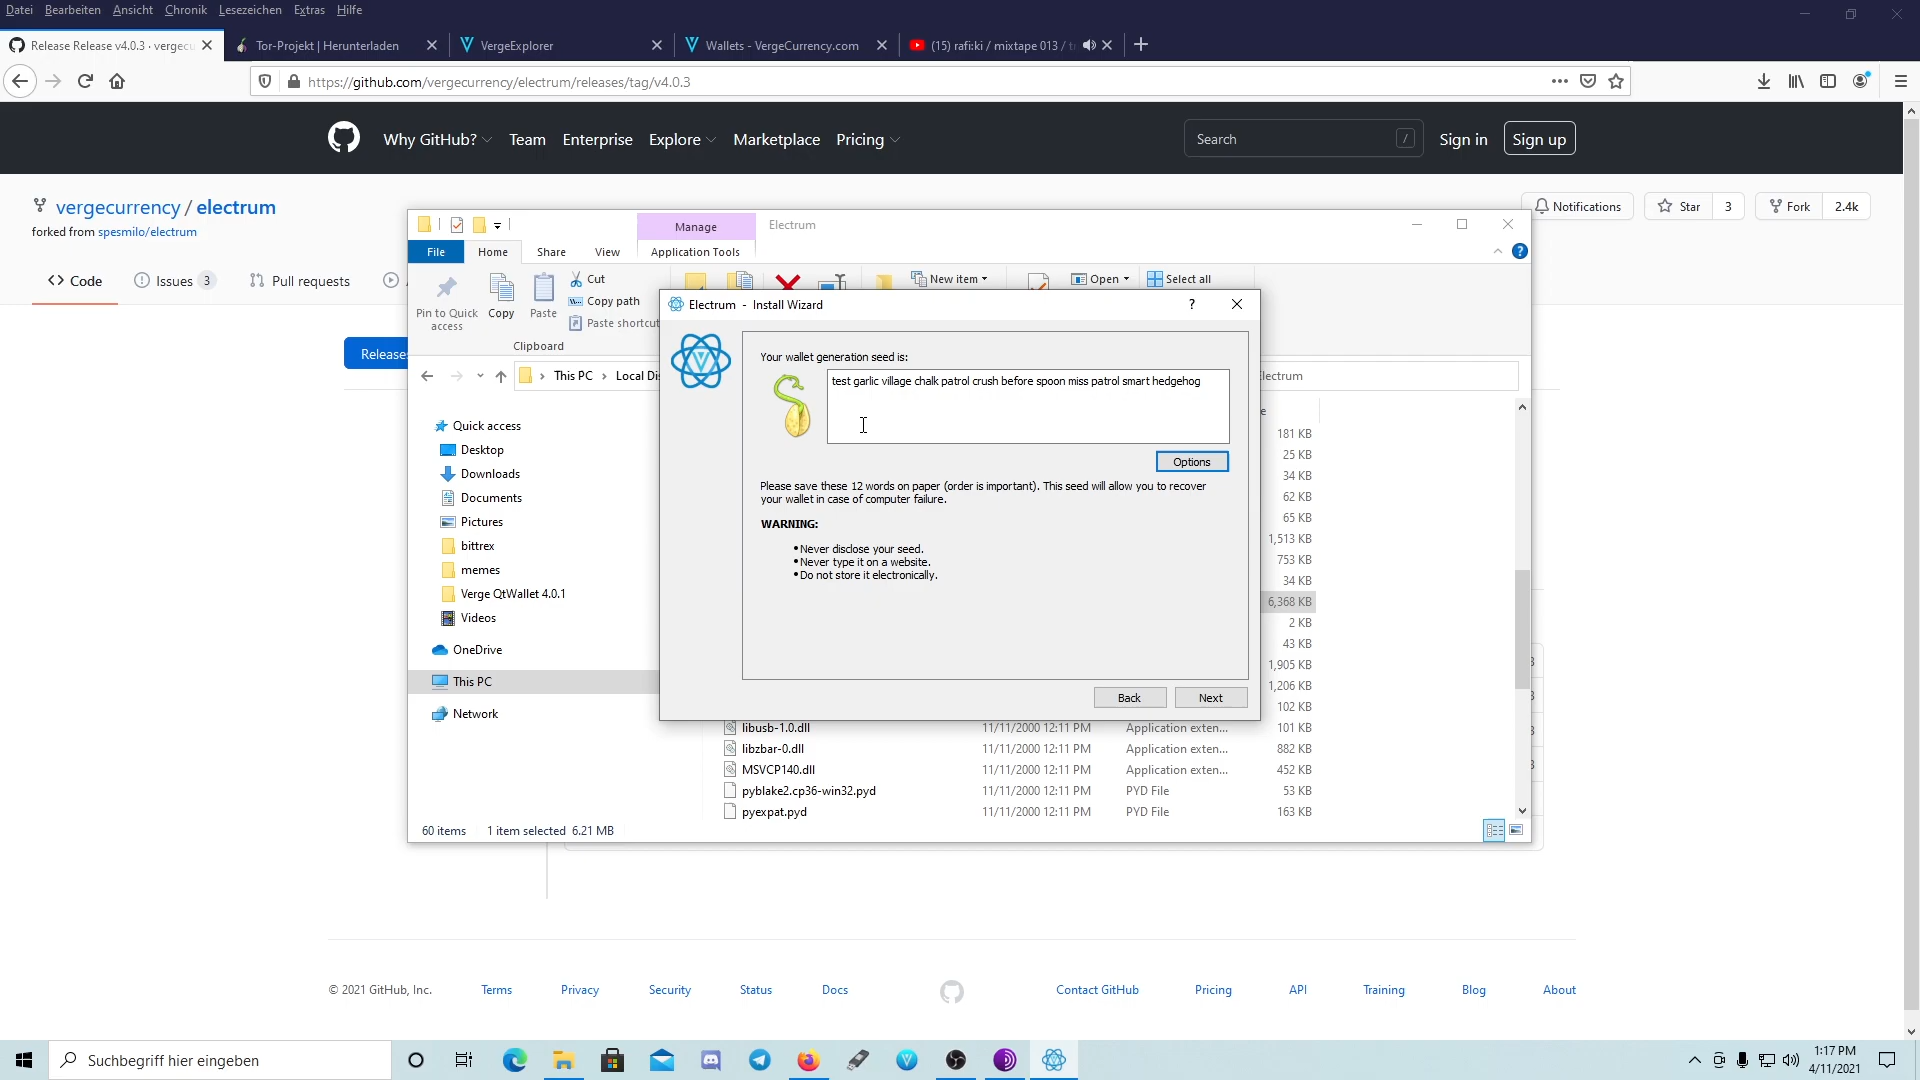 Datei Bearbeiten Ansicht Chronik Lesezeichen Extras Hilfe
Release Release v4.0.3 · vergecu
Tor-Projekt | Herunterladen
VergeExplorer
Wallets - VergeCurrency.com
(15) rafi:ki / mixtape 013 / t
https://github.com/vergecurrency/electrum/releases/tag/v4.0.3
Why GitHub? Team Enterprise Explore Marketplace Pricing
Search /
Sign in Sign up
vergecurrency / electrum
forked from spesmilo/electrum
Notifications Star 3 Fork 2.4k
Code Issues 3 Pull requests
Releases
Manage Electrum
File Home Share View Application Tools
Pin to Quick access
Copy
Paste
Cut
Copy path
Paste shortcut
Clipboard
New item
Open
Select all
This PC › Local Dis
Electrum
Quick access
Desktop
Downloads
Documents
Pictures
bittrex
memes
Verge QtWallet 4.0.1
Videos
OneDrive
This PC
Network
Electrum - Install Wizard
?
Your wallet generation seed is:
test garlic village chalk patrol crush before spoon miss patrol smart hedgehog
Options
Please save these 12 words on paper (order is important). This seed will allow you to recover
your wallet in case of computer failure.
WARNING:
• Never disclose your seed.
• Never type it on a website.
• Do not store it electronically.
Back Next
181 KB
25 KB
34 KB
62 KB
65 KB
1,513 KB
753 KB
34 KB
6,368 KB
2 KB
43 KB
1,905 KB
1,206 KB
102 KB
libusb-1.0.dll 11/11/2000 12:11 PM Application exten... 101 KB
libzbar-0.dll 11/11/2000 12:11 PM Application exten... 882 KB
MSVCP140.dll 11/11/2000 12:11 PM Application exten... 452 KB
pyblake2.cp36-win32.pyd 11/11/2000 12:11 PM PYD File 53 KB
pyexpat.pyd 11/11/2000 12:11 PM PYD File 163 KB
60 items 1 item selected 6.21 MB
© 2021 GitHub, Inc. Terms Privacy Security Status Docs Contact GitHub Pricing API Training Blog About
Suchbegriff hier eingeben
1:17 PM
4/11/2021